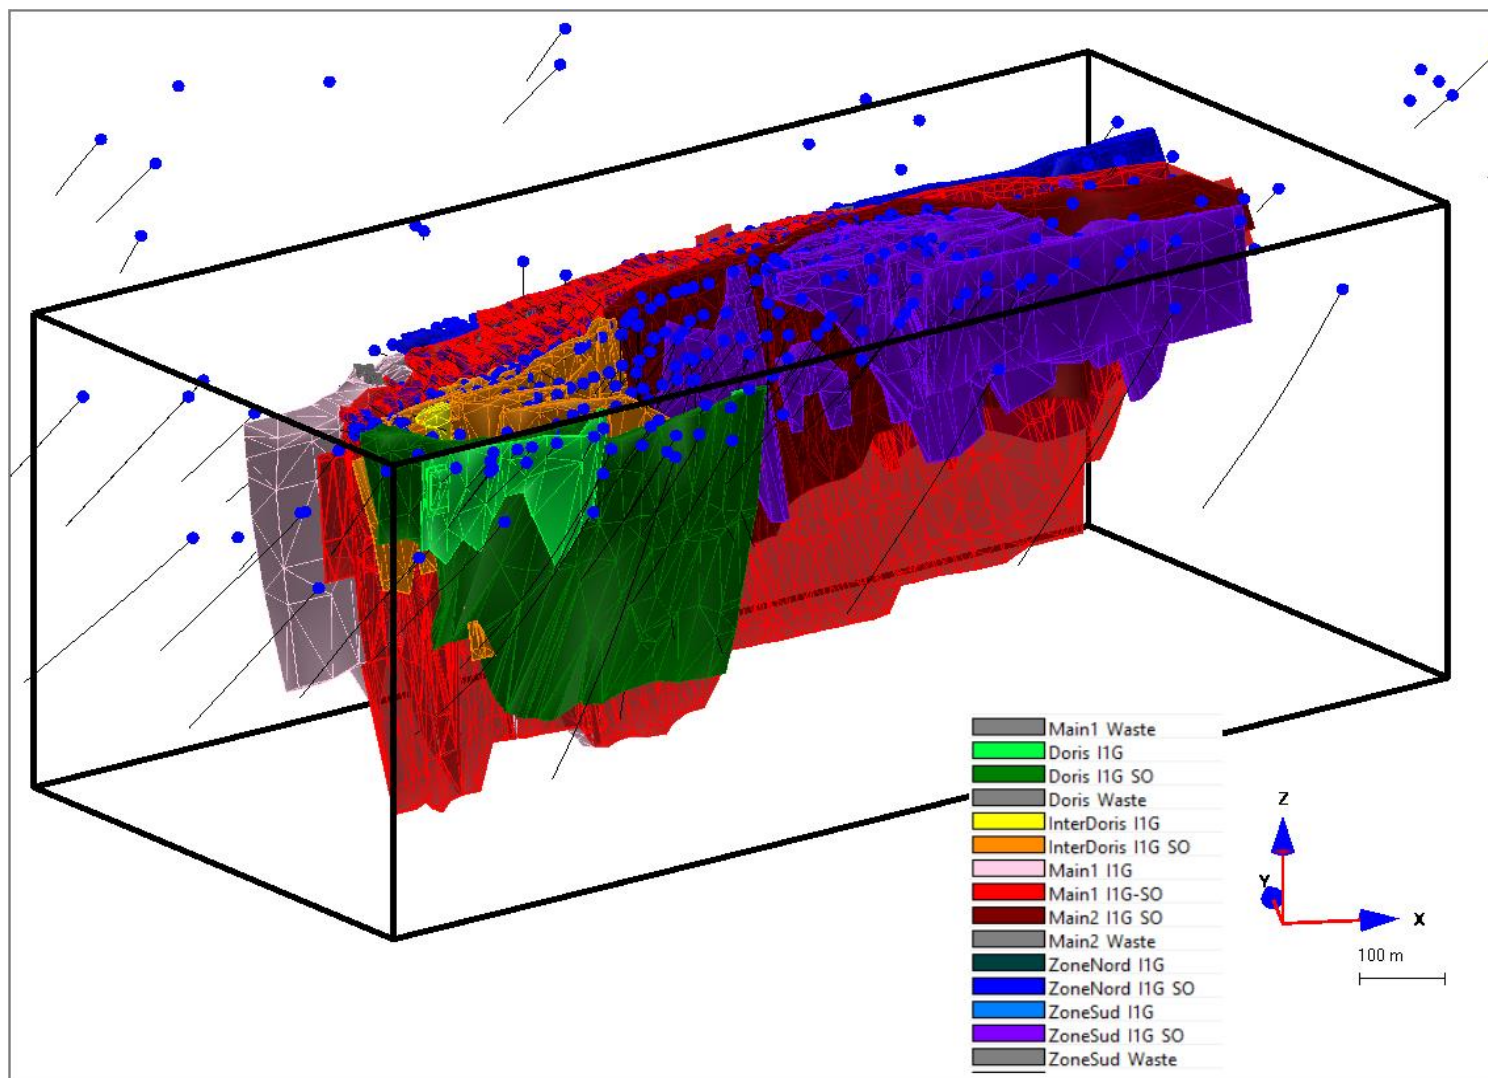 Main1 Waste
Doris I1G
Doris I1G SO
Doris Waste
InterDoris I1G
InterDoris I1G SO
Main1 I1G
Main1 I1G-SO
Main2 I1G SO
Main2 Waste
ZoneNord I1G
ZoneNord I1G SO
ZoneSud I1G
ZoneSud I1G SO
ZoneSud Waste
Z
Y
X
100 m